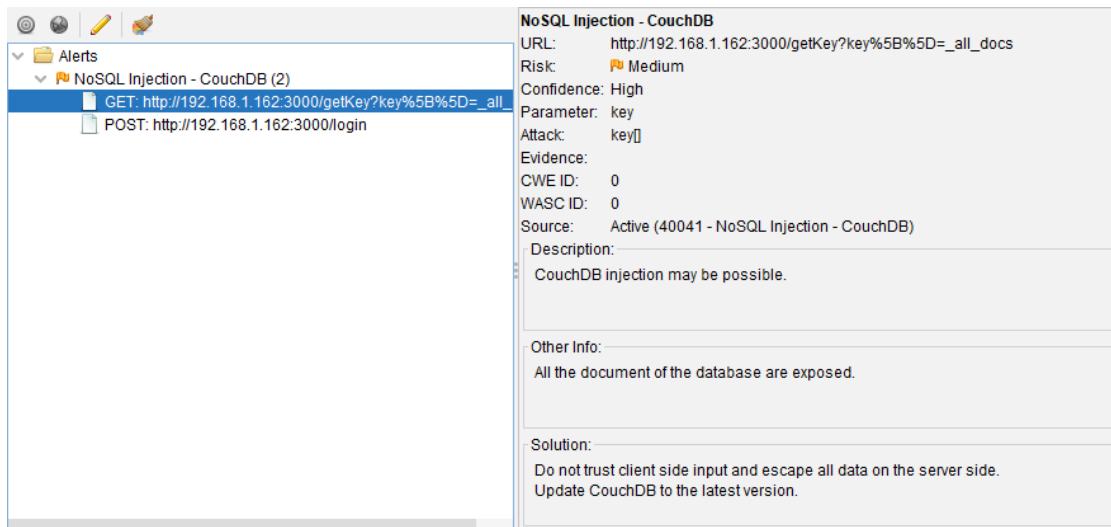 Alerts
NoSQL Injection - CouchDB (2)
GET: http://192.168.1.162:3000/getKey?key%5B%5D=_all_
POST: http://192.168.1.162:3000/login
NoSQL Injection - CouchDB
URL: http://192.168.1.162:3000/getKey?key%5B%5D=_all_docs
Risk: Medium
Confidence: High
Parameter: key
Attack: key[]
Evidence:
CWE ID: 0
WASC ID: 0
Source: Active (40041 - NoSQL Injection - CouchDB)
Description:
CouchDB injection may be possible.
Other Info:
All the document of the database are exposed.
Solution:
Do not trust client side input and escape all data on the server side.
Update CouchDB to the latest version.